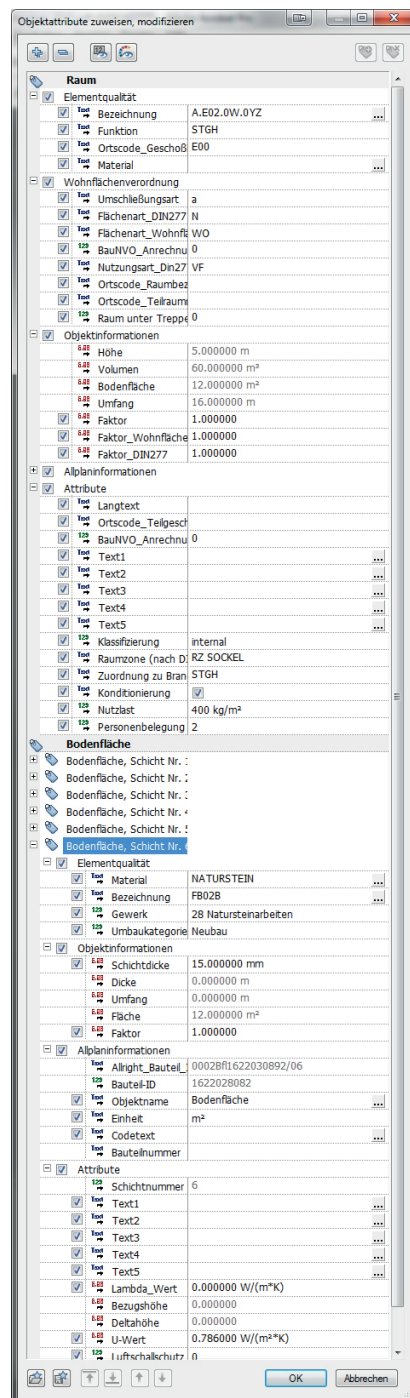 Objektattribute zuweisen, modifizieren
Raum
Elementqualität
Bezeichnung A.E02.0W.0YZ ...
Funktion STGH
Ortscode_Geschoß E00
Material ...
Wohnflächenverordnung
Umschließungsart a
Flächenart_DIN277 N
Flächenart_Wohnflä WO
BauNVO_Anrechnu 0
Nutzungsart_Din27 VF
Ortscode_Raumbez
Ortscode_Teilraumn
Raum unter Treppe 0
Objektinformationen
Höhe 5.000000 m
Volumen 60.000000 m³
Bodenfläche 12.000000 m²
Umfang 16.000000 m
Faktor 1.000000
Faktor_Wohnfläche 1.000000
Faktor_DIN277 1.000000
Allplaninformationen
Attribute
Langtext
Ortscode_Teilgesch
BauNVO_Anrechnu 0
Text1 ...
Text2 ...
Text3 ...
Text4 ...
Text5 ...
Klassifizierung internal
Raumzone (nach D RZ SOCKEL
Zuordnung zu Bran STGH
Konditionierung
Nutzlast 400 kg/m²
Personenbelegung 2
Bodenfläche
Bodenfläche, Schicht Nr. 1
Bodenfläche, Schicht Nr. 2
Bodenfläche, Schicht Nr. 3
Bodenfläche, Schicht Nr. 4
Bodenfläche, Schicht Nr. 5
Bodenfläche, Schicht Nr. 6
Elementqualität
Material NATURSTEIN ...
Bezeichnung FB02B ...
Gewerk 28 Natursteinarbeiten
Umbaukategorie Neubau
Objektinformationen
Schichtdicke 15.000000 mm
Dicke 0.000000 m
Umfang 0.000000 m
Fläche 12.000000 m²
Faktor 1.000000
Allplaninformationen
Allright_Bauteil_ 0002Bfl1622030892/06
Bauteil-ID 1622028082
Objektname Bodenfläche ...
Einheit m²
Codetext ...
Bauteilnummer
Attribute
Schichtnummer 6
Text1 ...
Text2 ...
Text3 ...
Text4 ...
Text5 ...
Lambda_Wert 0.000000 W/(m*K)
Bezugshöhe 0.000000
Deltahöhe 0.000000
U-Wert 0.786000 W/(m²*K)
Luftschallschutz 0
OK Abbrechen